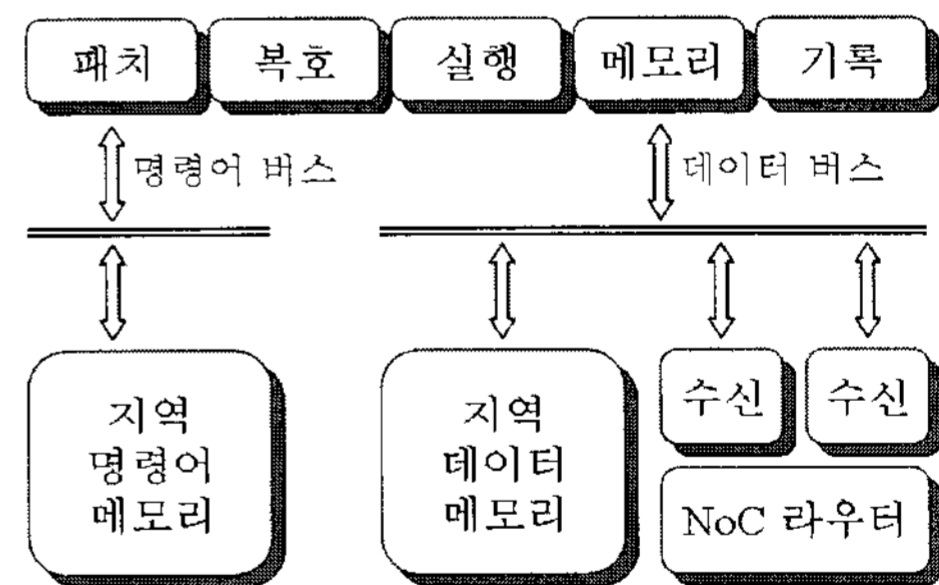 패치 복호 실행 메모리 기록
명령어 버스 데이터 버스
지역
명령어
메모리
지역
데이터
메모리
수신 수신
NoC 라우터